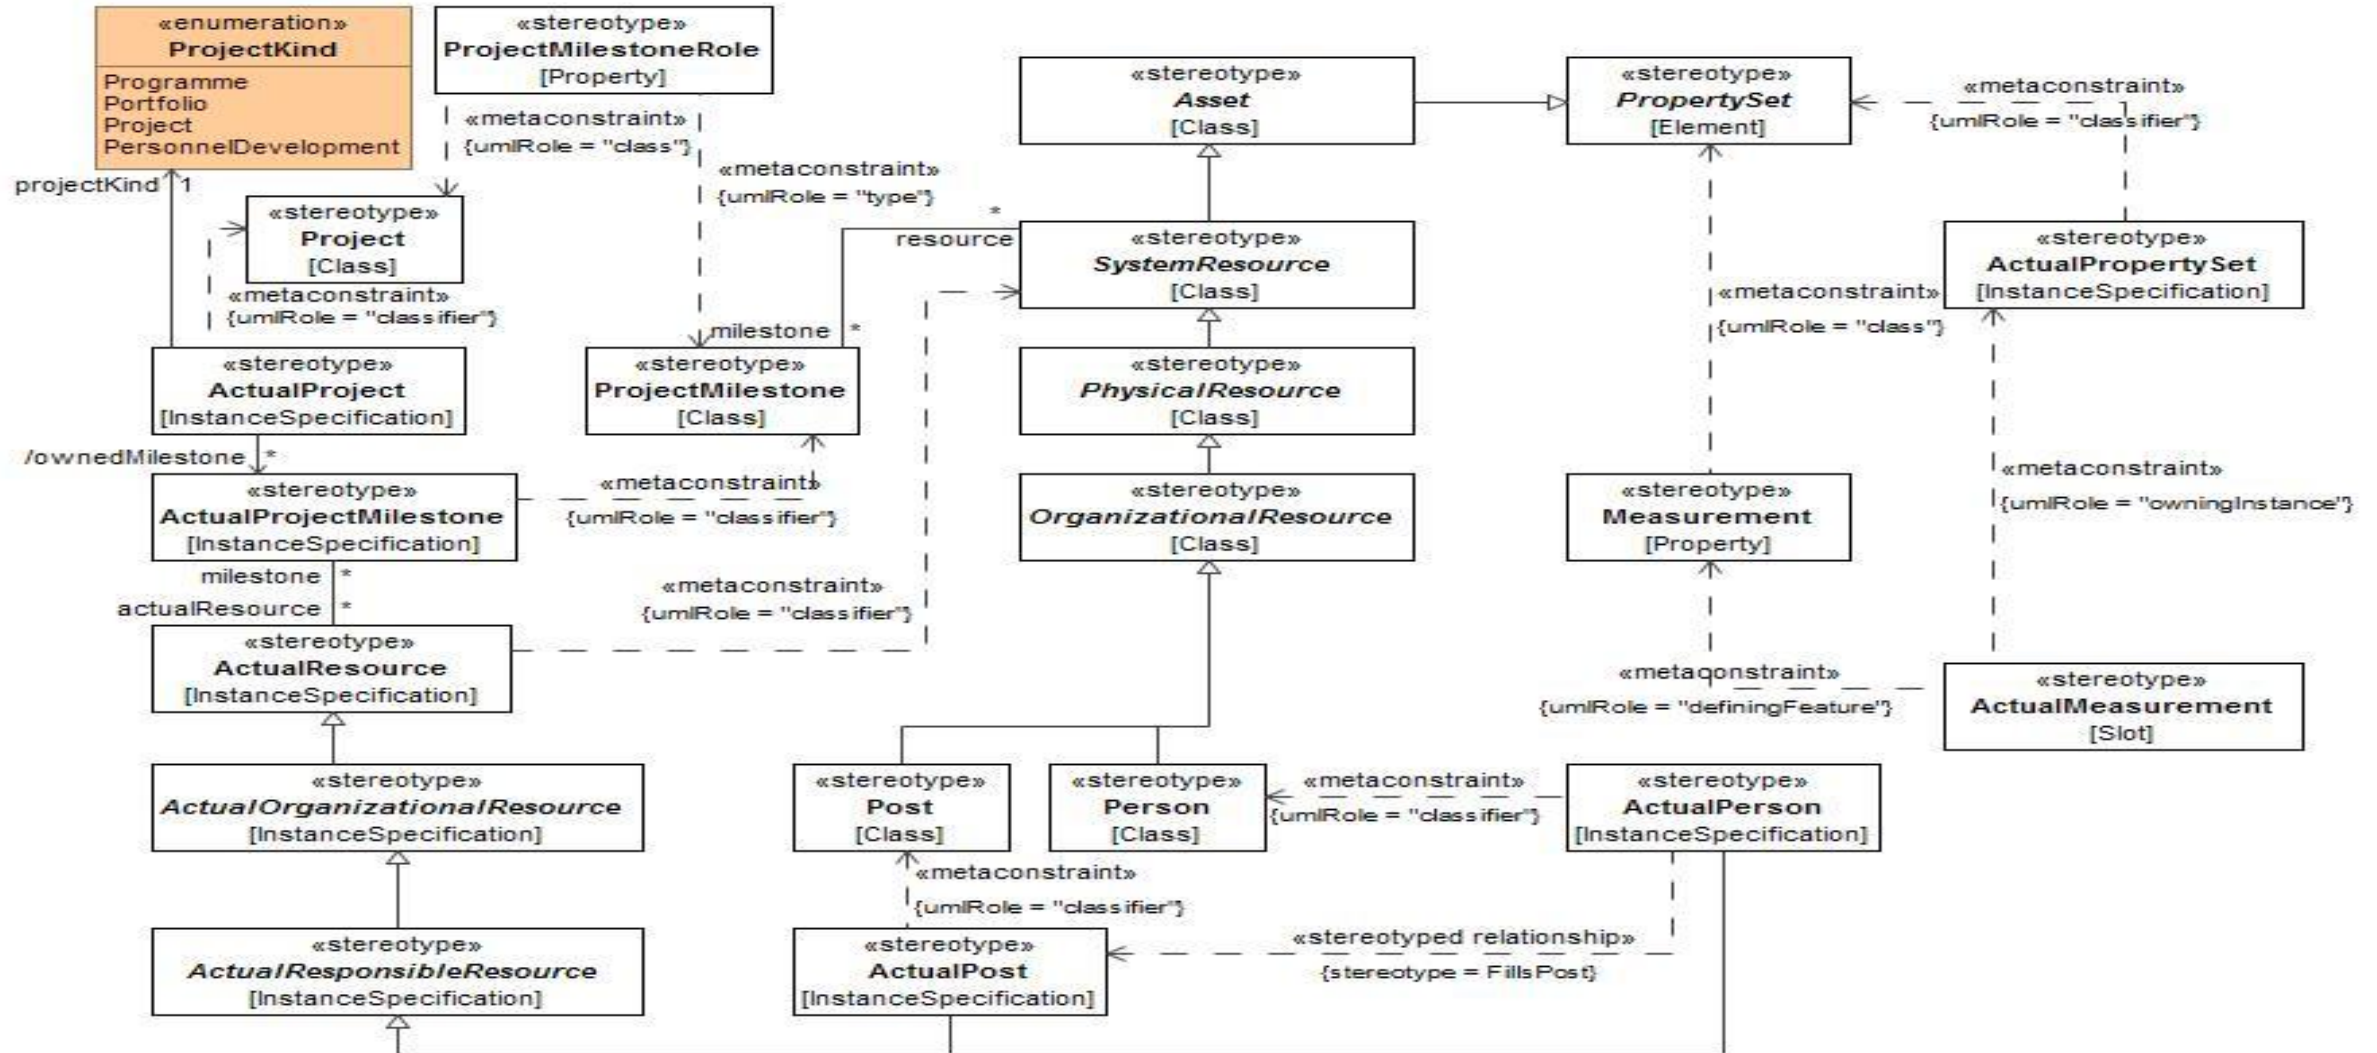 «enumeration»
ProjectKind
Programme
Portfolio
Project
PersonnelDevelopment
«stereotype»
ProjectMilestoneRole
[Property]
«stereotype»
Asset
[Class]
«stereotype»
PropertySet
[Element]
«metaconstraint»
{umlRole = "classifier"}
«metaconstraint»
{umlRole = "class"}
projectKind
1
«metaconstraint»
{umlRole = "type"}
«stereotype»
Project
[Class]
*
resource
«stereotype»
SystemResource
[Class]
«stereotype»
ActualPropertySet
[InstanceSpecification]
«metaconstraint»
{umlRole = "classifier"}
«metaconstraint»
{umlRole = "class"}
milestone
*
«stereotype»
ActualProject
[InstanceSpecification]
«stereotype»
ProjectMilestone
[Class]
«stereotype»
PhysicalResource
[Class]
/ownedMilestone
*
«stereotype»
ActualProjectMilestone
[InstanceSpecification]
«metaconstraint»
{umlRole = "classifier"}
«stereotype»
OrganizationalResource
[Class]
«stereotype»
Measurement
[Property]
«metaconstraint»
{umlRole = "owningInstance"}
milestone
*
actualResource
*
«metaconstraint»
{umlRole = "classifier"}
«stereotype»
ActualResource
[InstanceSpecification]
«metaconstraint»
{umlRole = "definingFeature"}
«stereotype»
ActualMeasurement
[Slot]
«stereotype»
ActualOrganizationalResource
[InstanceSpecification]
«stereotype»
Post
[Class]
«stereotype»
Person
[Class]
«metaconstraint»
{umlRole = "classifier"}
«stereotype»
ActualPerson
[InstanceSpecification]
«metaconstraint»
{umlRole = "classifier"}
«stereotype»
ActualResponsibleResource
[InstanceSpecification]
«stereotype»
ActualPost
[InstanceSpecification]
«stereotyped relationship»
{stereotype = FillsPost}